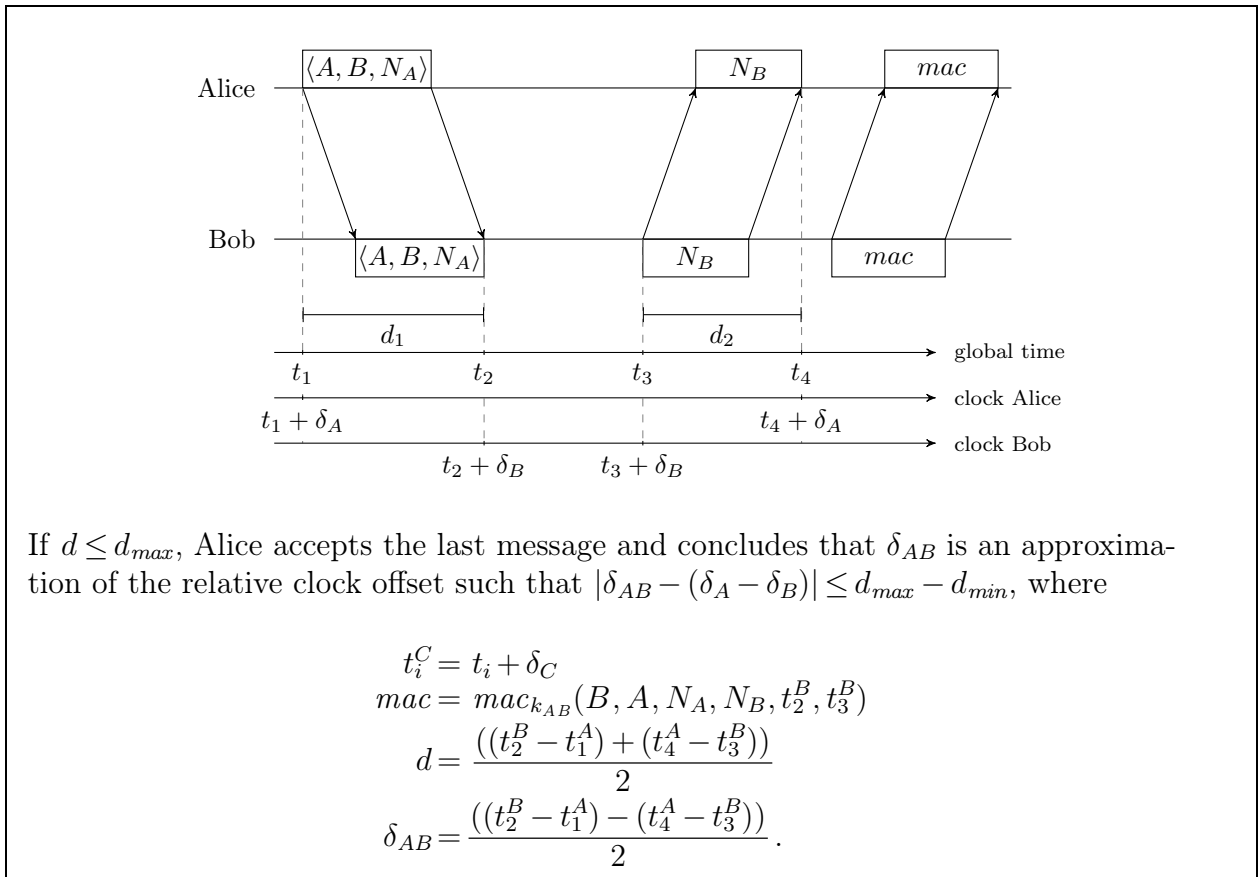 ⟨A, B, N_A⟩ N_B mac
Alice
Bob
⟨A, B, N_A⟩ N_B mac
d_1 d_2
global time
t_1 t_2 t_3 t_4
clock Alice
t_1 + δ_A t_4 + δ_A
clock Bob
t_2 + δ_B t_3 + δ_B
If d ≤ d_max, Alice accepts the last message and concludes that δ_AB is an approxima-
tion of the relative clock offset such that |δ_AB − (δ_A − δ_B)| ≤ d_max − d_min, where
t_i^C = t_i + δ_C
mac = mac_{k_AB}(B, A, N_A, N_B, t_2^B, t_3^B)
d = ((t_2^B − t_1^A) + (t_4^A − t_3^B)) / 2
δ_AB = ((t_2^B − t_1^A) − (t_4^A − t_3^B)) / 2 .